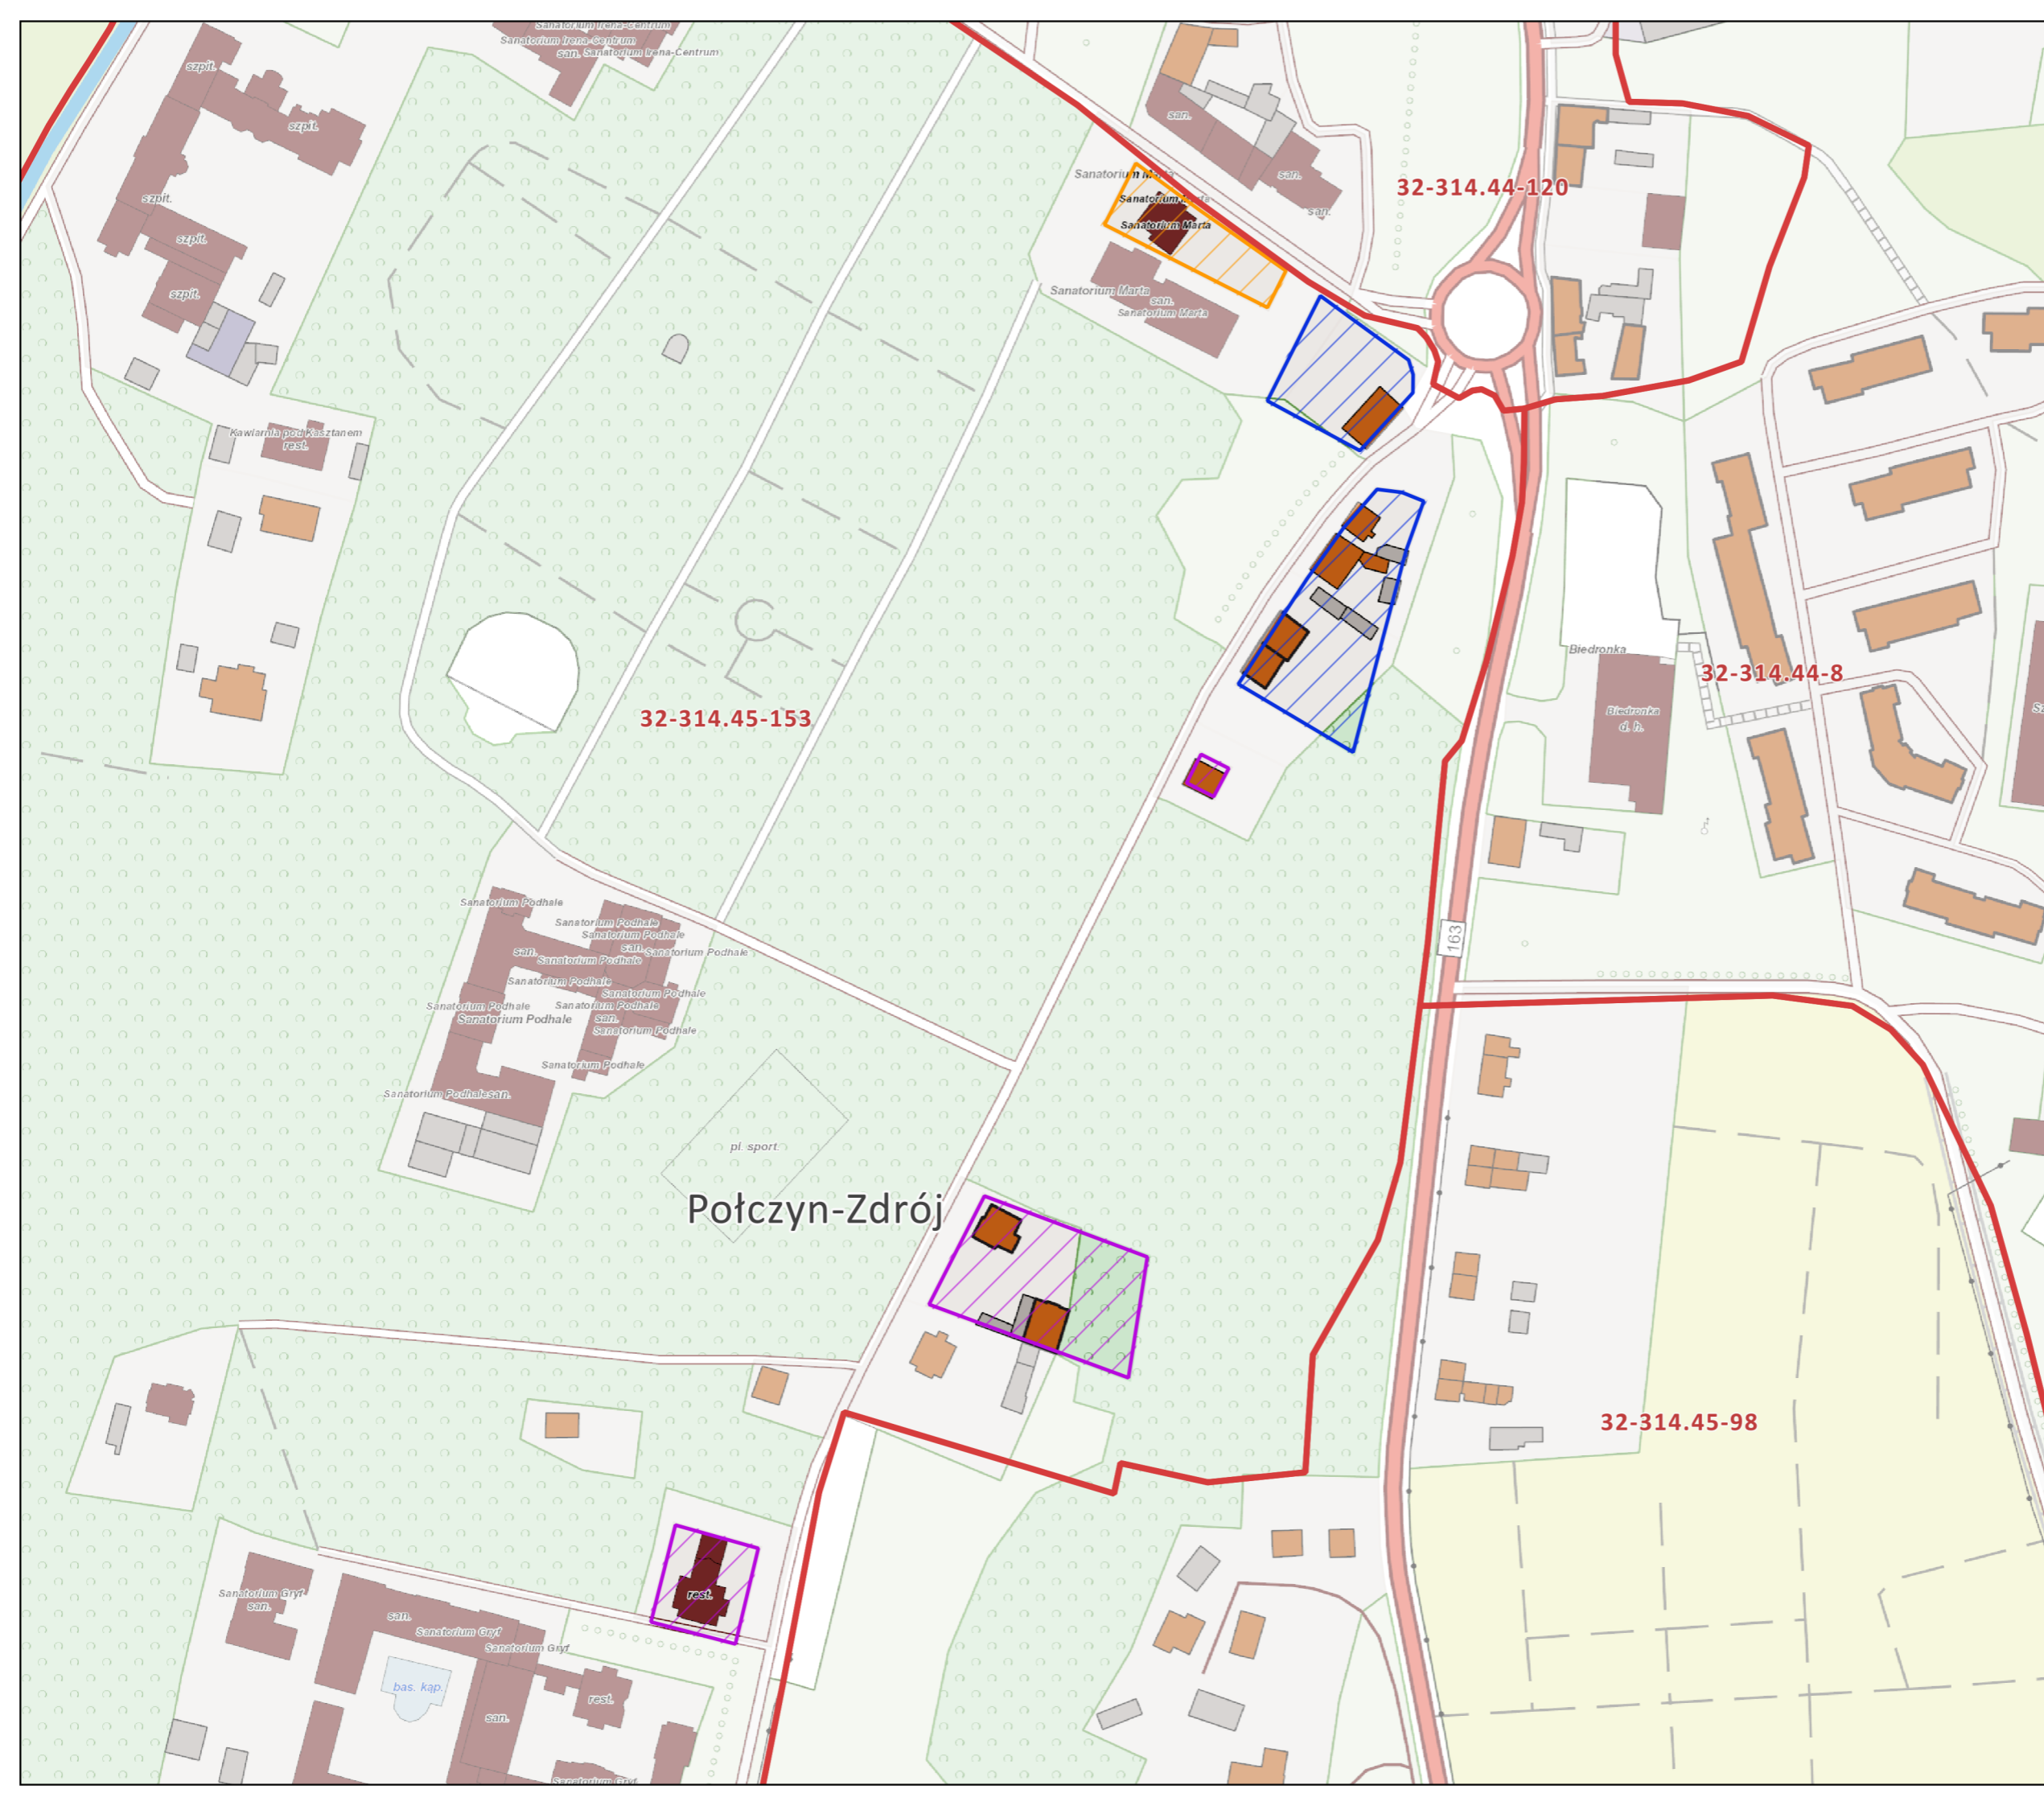 Sanatorium Irena-Centrum
Sanatorium Irena-Centrum
san. Sanatorium Irena-Centrum
szpit.
szpit.
szpit.
szpit.
szpit.
san.
san.
san.
Sanatorium Marta
Sanatorium Marta
Sanatorium Marta
Sanatorium Marta
san.
Sanatorium Marta
32-314.44-120
Kawiarnia pod Kasztanem
rest.
Biedronka
32-314.44-8
Biedronka
d. h.
32-314.45-153
163
Sanatorium Podhale
Sanatorium Podhale
Sanatorium Podhale
san.
san.
Sanatorium Podhale
Sanatorium Podhale
Sanatorium Podhale
Sanatorium Podhale
Sanatorium Podhale
Sanatorium Podhale
Sanatorium Podhale
san.
Sanatorium Podhale
Sanatorium Podhale
Sanatorium Podhale
san.
pl. sport.
Połczyn-Zdrój
32-314.45-98
rest.
Sanatorium Gryf
san.
san.
Sanatorium Gryf
Sanatorium Gryf
bas. kąp.
rest.
san.
Sanatorium Gryf